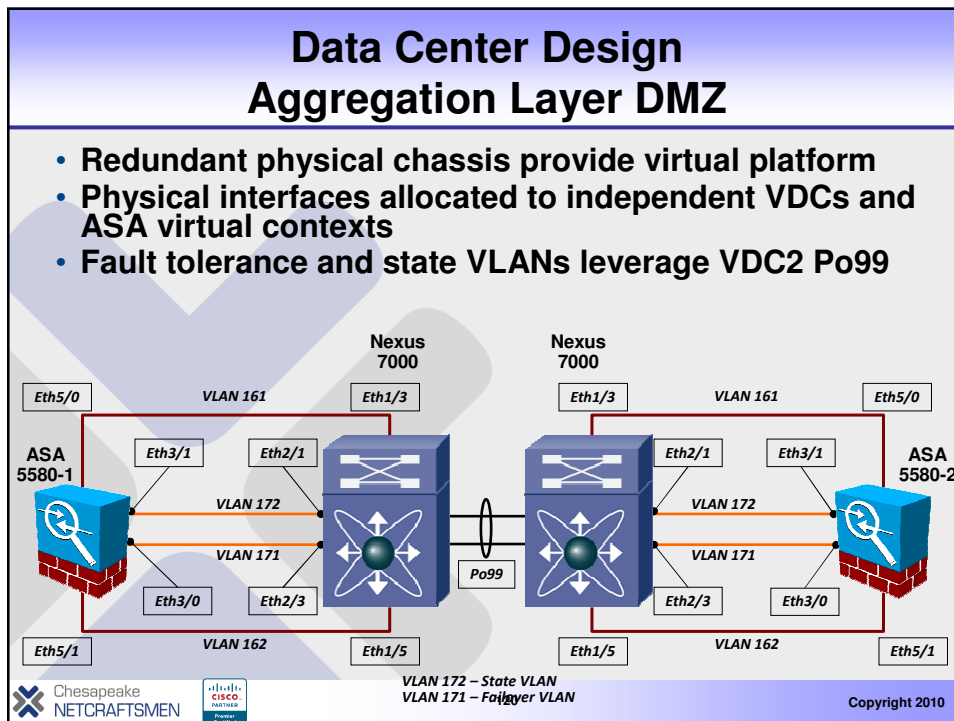 Data Center Design
Aggregation Layer DMZ
• Redundant physical chassis provide virtual platform
• Physical interfaces allocated to independent VDCs and
ASA virtual contexts
• Fault tolerance and state VLANs leverage VDC2 Po99
Nexus
7000
Nexus
7000
Eth5/0
VLAN 161
Eth1/3
Eth1/3
VLAN 161
Eth5/0
ASA
5580-1
Eth3/1
Eth2/1
Eth2/1
Eth3/1
ASA
5580-2
VLAN 172
VLAN 172
VLAN 171
VLAN 171
Po99
Eth3/0
Eth2/3
Eth2/3
Eth3/0
Eth5/1
VLAN 162
Eth1/5
Eth1/5
VLAN 162
Eth5/1
VLAN 172 – State VLAN
VLAN 171 – Failover VLAN
120
Chesapeake
NETCRAFTSMEN
CISCO
PARTNER
Premier
Copyright 2010